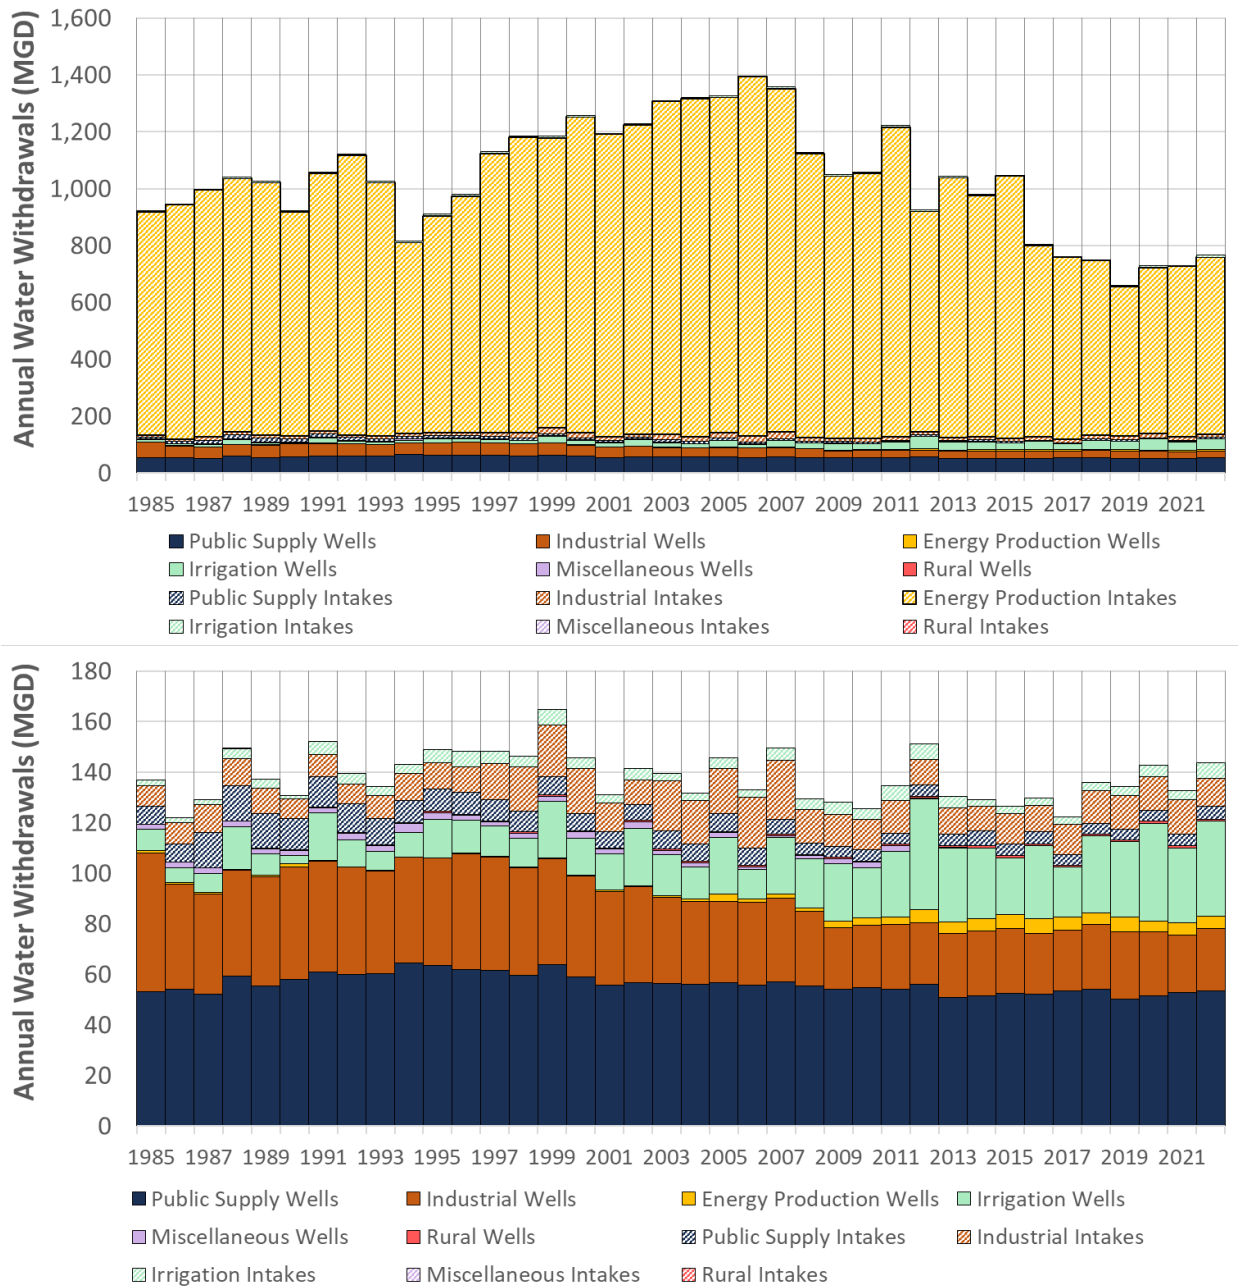 Annual Water Withdrawals (MGD)
1,600
1,400
1,200
1,000
800
600
400
200
0
1985 1987 1989 1991 1993 1995 1997 1999 2001 2003 2005 2007 2009 2011 2013 2015 2017 2019 2021
Public Supply Wells Industrial Wells Energy Production Wells
Irrigation Wells Miscellaneous Wells Rural Wells
Public Supply Intakes Industrial Intakes Energy Production Intakes
Irrigation Intakes Miscellaneous Intakes Rural Intakes
Annual Water Withdrawals (MGD)
180
160
140
120
100
80
60
40
20
0
1985 1987 1989 1991 1993 1995 1997 1999 2001 2003 2005 2007 2009 2011 2013 2015 2017 2019 2021
Public Supply Wells Industrial Wells Energy Production Wells Irrigation Wells
Miscellaneous Wells Rural Wells Public Supply Intakes Industrial Intakes
Irrigation Intakes Miscellaneous Intakes Rural Intakes